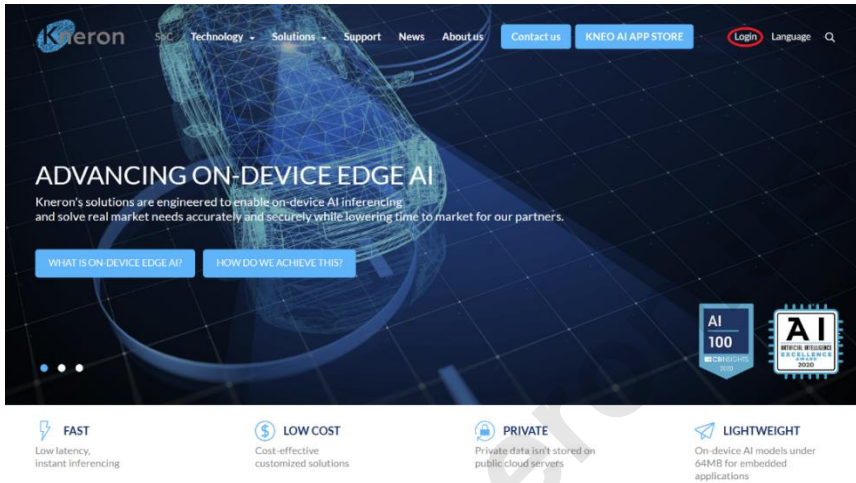 Kneron
SoC Technology Solutions Support News About us Contact us KNEO AI APP STORE Login Language
ADVANCING ON-DEVICE EDGE AI
Kneron's solutions are engineered to enable on-device AI inferencing
and solve real market needs accurately and securely while lowering time to market for our partners.
WHAT IS ON-DEVICE EDGE AI? HOW DO WE ACHIEVE THIS?
AI
100
CBINSIGHTS
2020
AI
ARTIFICIAL INTELLIGENCE
EXCELLENCE
AWARD
2020
FAST
Low latency,
instant inferencing
LOW COST
Cost-effective
customized solutions
PRIVATE
Private data isn't stored on
public cloud servers
LIGHTWEIGHT
On-device AI models under
64MB for embedded
applications